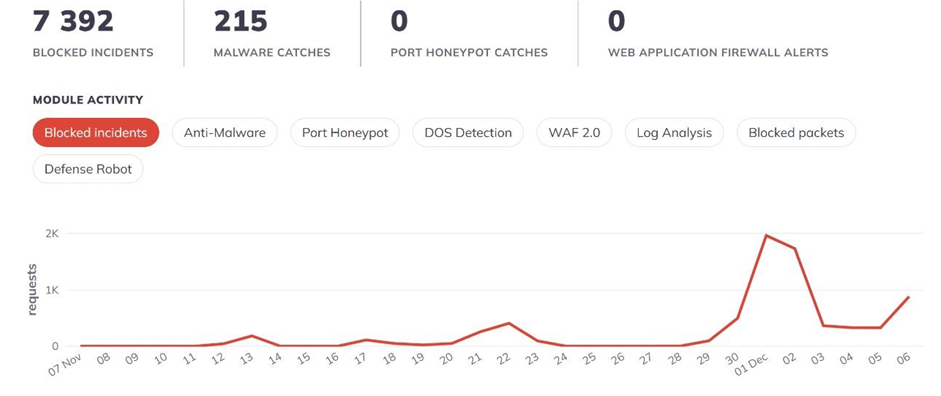 7 392 215 0 0
BLOCKED INCIDENTS MALWARE CATCHES PORT HONEYPOT CATCHES WEB APPLICATION FIREWALL ALERTS
MODULE ACTIVITY
Blocked incidents Anti-Malware Port Honeypot DOS Detection WAF 2.0 Log Analysis Blocked packets
Defense Robot
2K
requests
1K
0
07 Nov 08 09 10 11 12 13 14 15 16 17 18 19 20 21 22 23 24 25 26 27 28 29 30 01 Dec 02 03 04 05 06